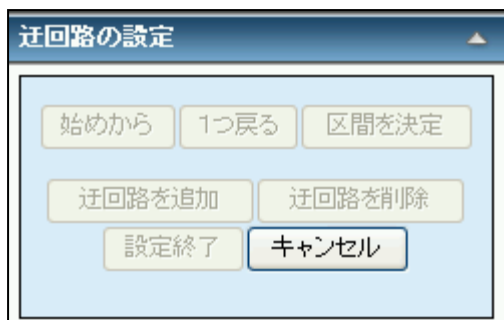 迂回路の設定
始めから 1つ戻る 区間を決定
迂回路を追加 迂回路を削除
設定終了 キャンセル